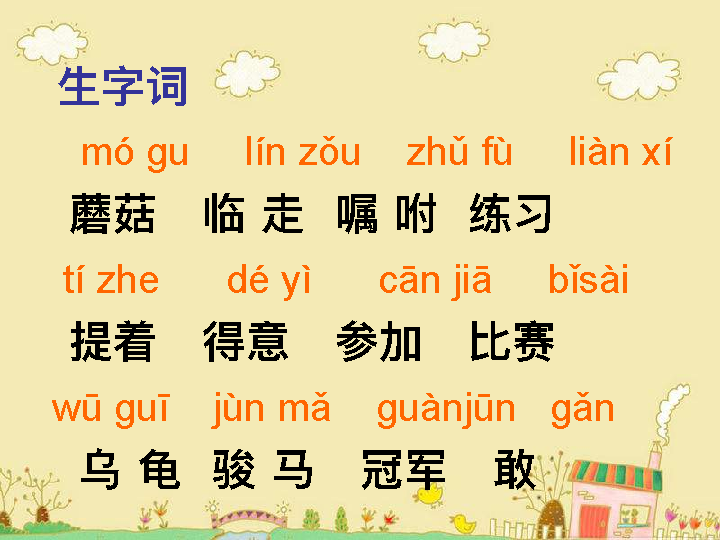 生字词
mó gu lín zǒu zhǔ fù liàn xí
蘑菇 临 走 嘱 咐 练习
tí zhe dé yì cān jiā bǐsài
提着 得意 参加 比赛
wū guī jùn mǎ guànjūn gǎn
乌 龟 骏 马 冠军 敢